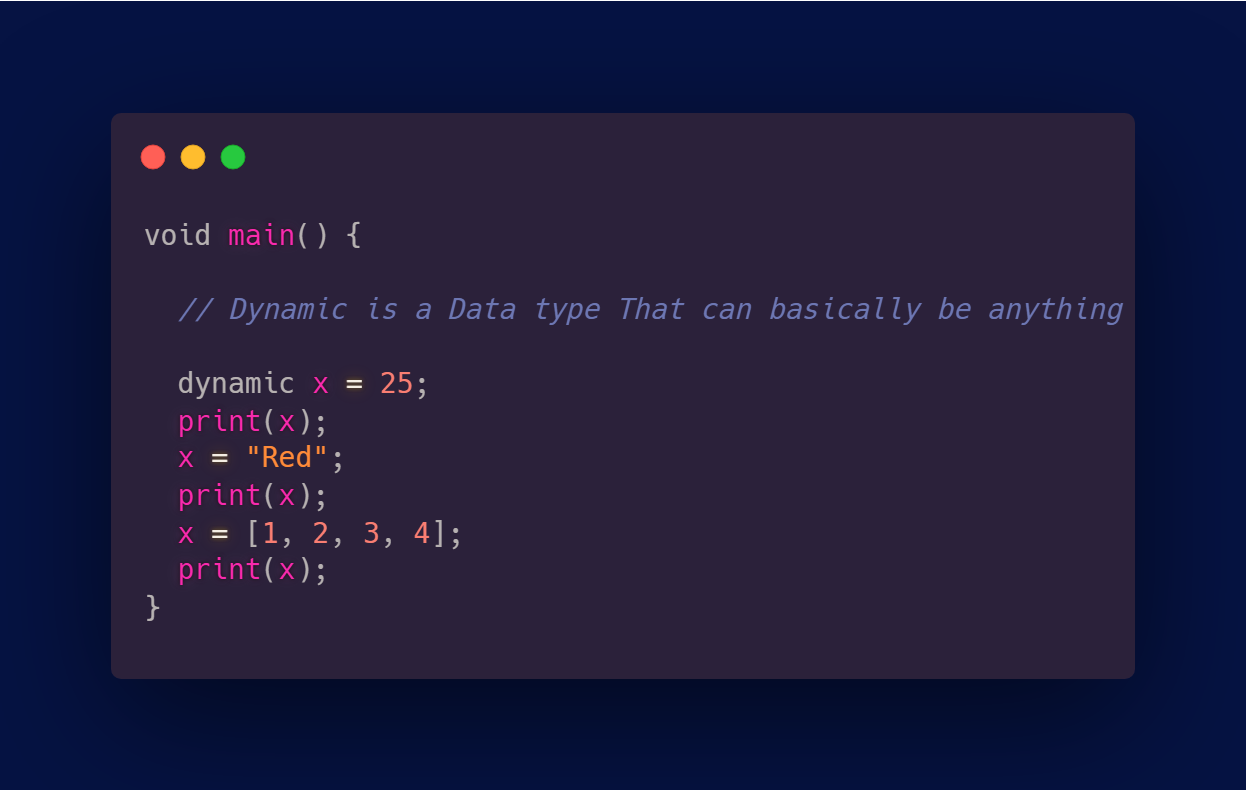 void main() {
// Dynamic is a Data type That can basically be anything
dynamic x = 25;
print(x);
x = "Red";
print(x);
x = [1, 2, 3, 4];
print(x);
}